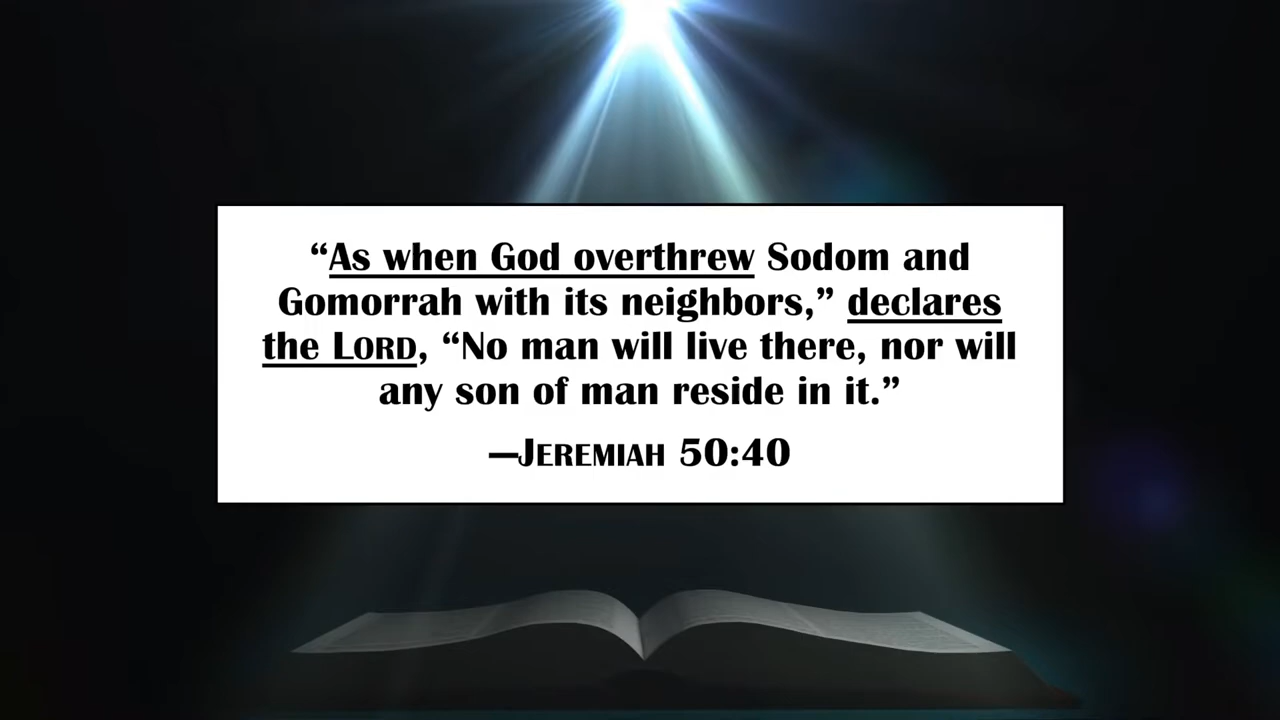 “As when God overthrew Sodom and
Gomorrah with its neighbors,” declares
the LORD, “No man will live there, nor will
any son of man reside in it.”
—JEREMIAH 50:40